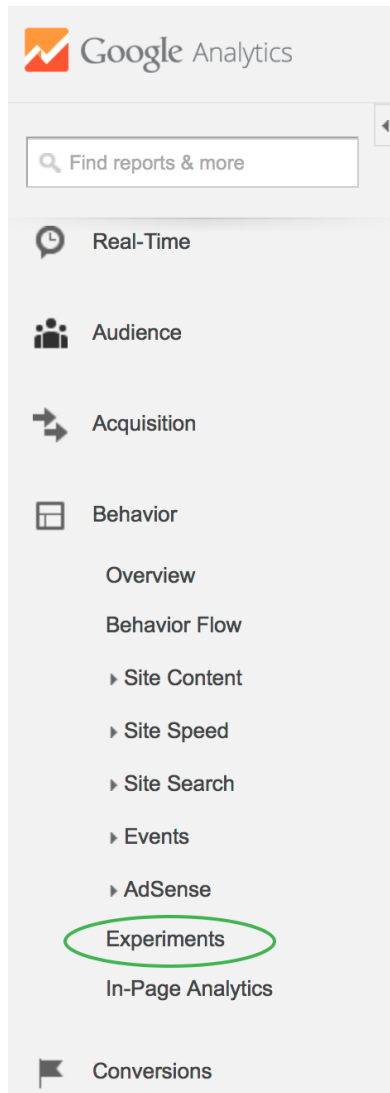 Google Analytics
Find reports & more
Real-Time
Audience
Acquisition
Behavior
Overview
Behavior Flow
Site Content
Site Speed
Site Search
Events
AdSense
Experiments
In-Page Analytics
Conversions